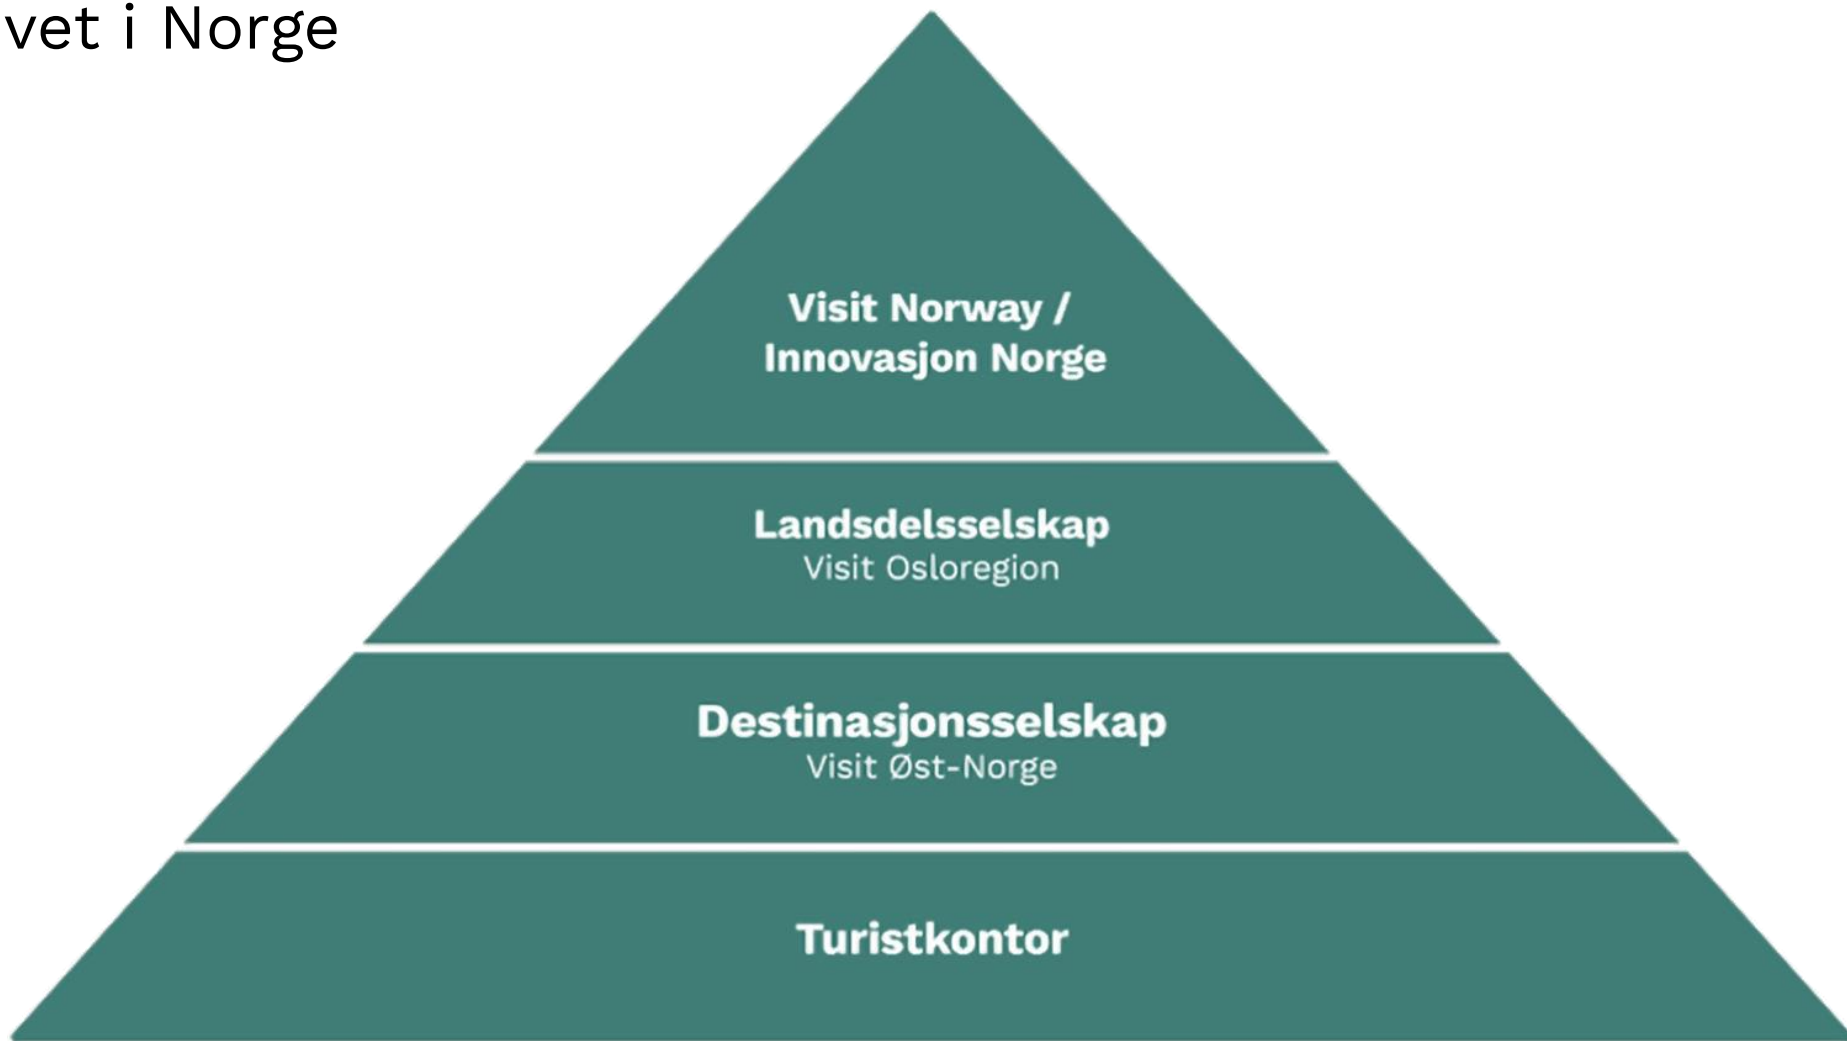 vet i Norge
Visit Norway /
Innovasjon Norge
Landsdelsselskap
Visit Osloregion
Destinasjonsselskap
Visit Øst-Norge
Turistkontor